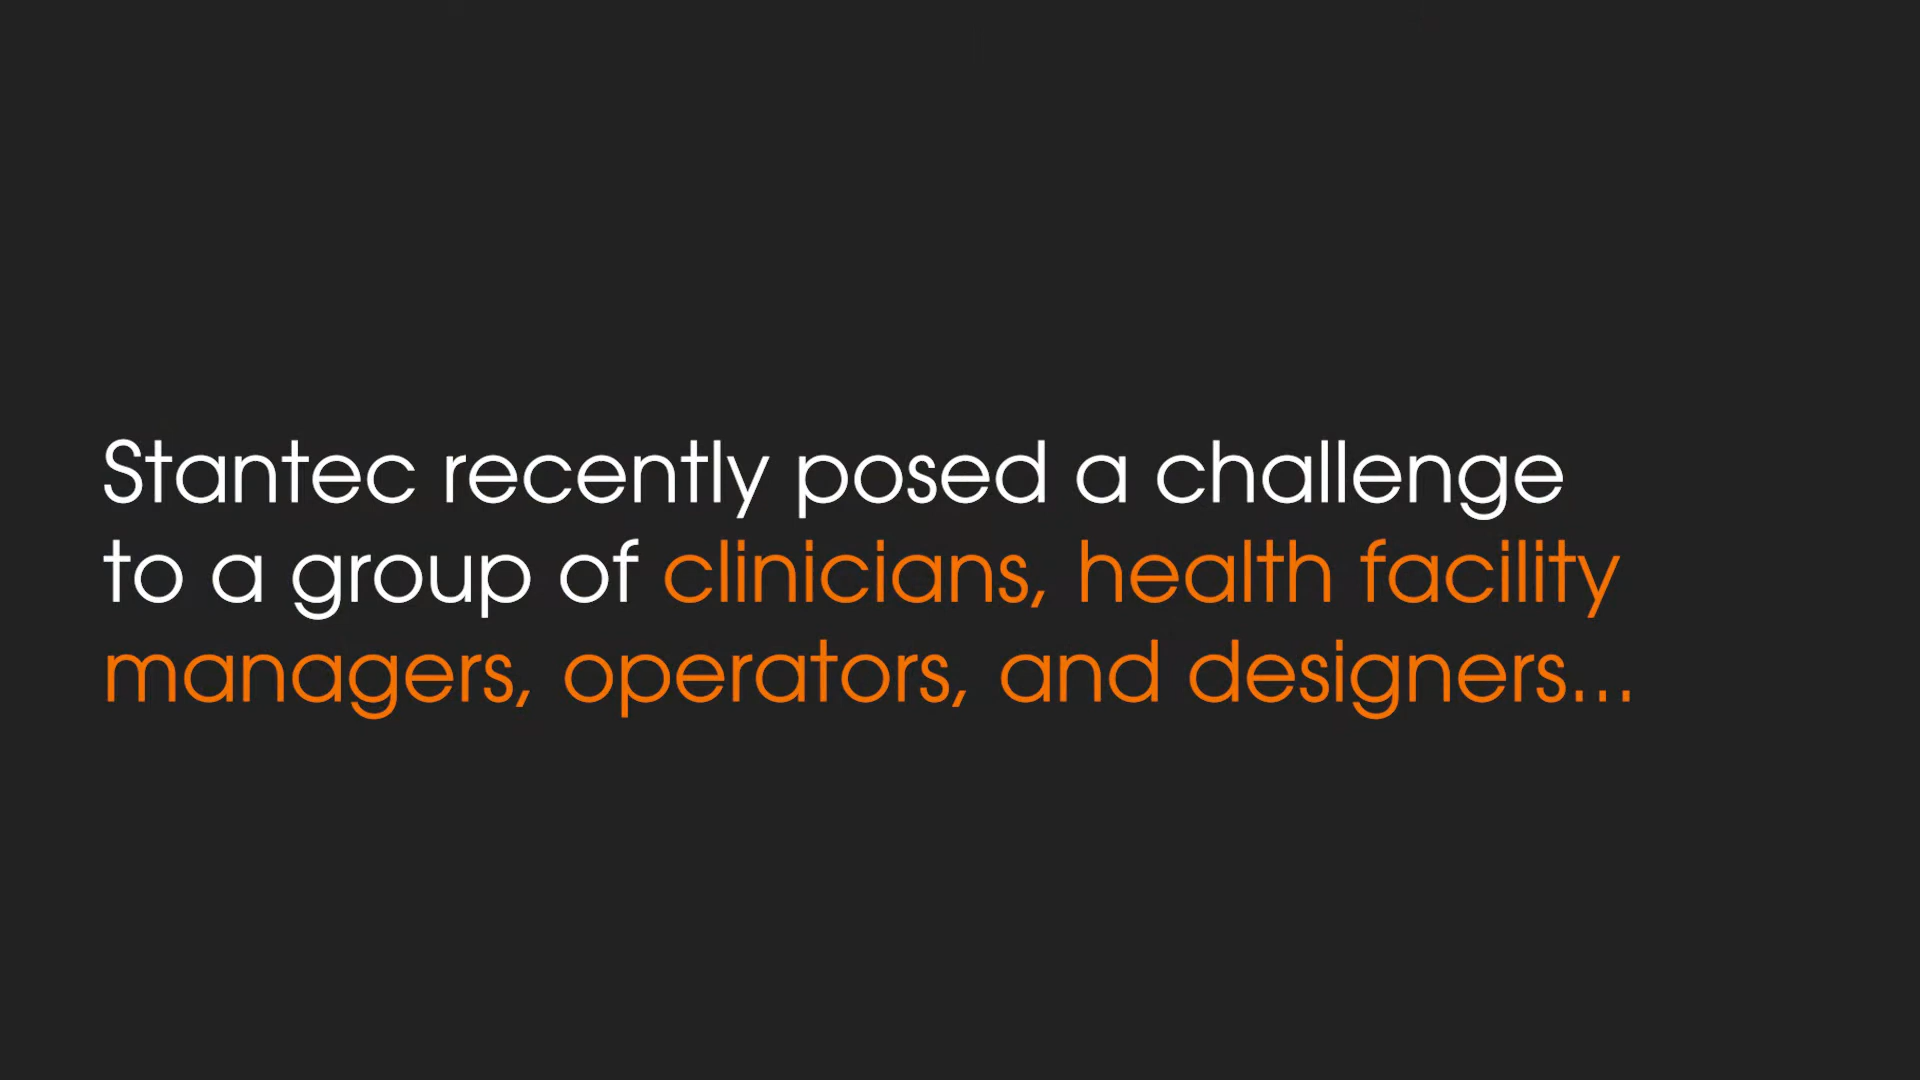 Stantec recently posed a challenge
to a group of clinicians, health facility
managers, operators, and designers...